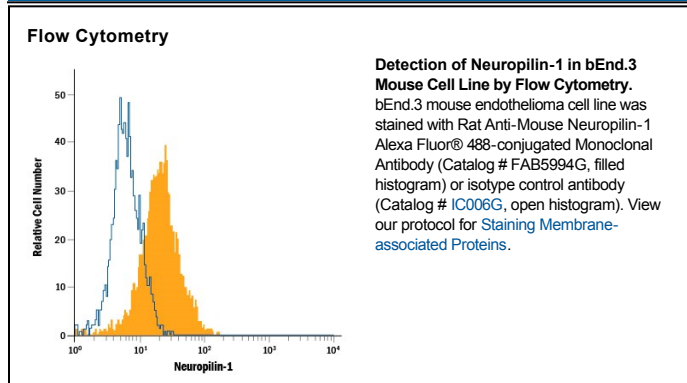 Flow Cytometry
Detection of Neuropilin-1 in bEnd.3
Mouse Cell Line by Flow Cytometry.
bEnd.3 mouse endothelioma cell line was
stained with Rat Anti-Mouse Neuropilin-1
Alexa Fluor® 488-conjugated Monoclonal
Antibody (Catalog # FAB5994G, filled
histogram) or isotype control antibody
(Catalog # IC006G, open histogram). View
our protocol for Staining Membrane-
associated Proteins.
Relative Cell Number
50
40
30
20
10
0
10⁰ 10¹ 10² 10³ 10⁴
Neuropilin-1